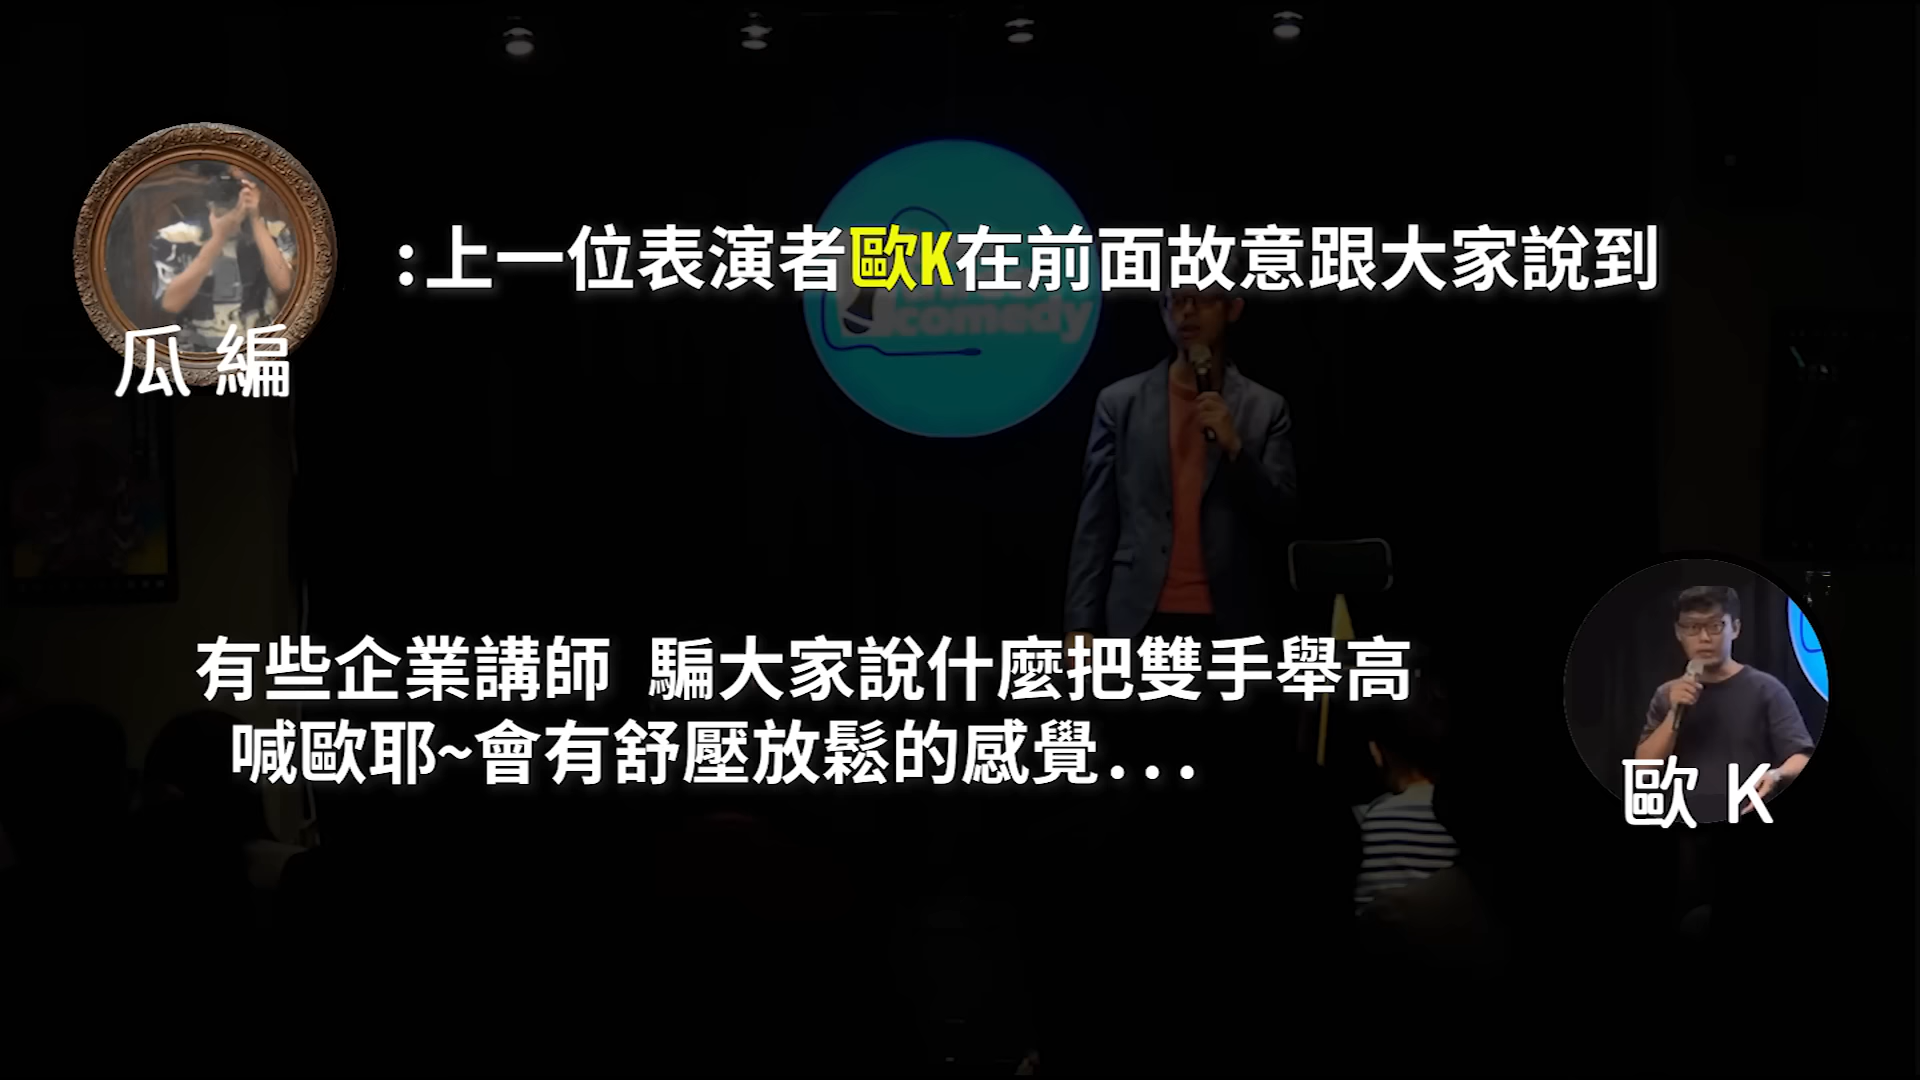 :上一位表演者歐K在前面故意跟大家說到
comedy
瓜編
有些企業講師 騙大家說什麼把雙手舉高
喊歐耶~會有舒壓放鬆的感覺...
歐K